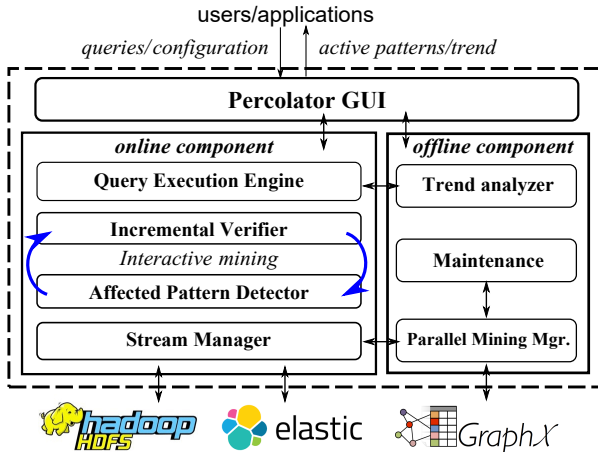 users/applications
queries/configuration
active patterns/trend
Percolator GUI
online component
offline component
Query Execution Engine
Trend analyzer
Incremental Verifier
Interactive mining
Maintenance
Affected Pattern Detector
Stream Manager
Parallel Mining Mgr.
hadoop
HDFS
elastic
GraphX